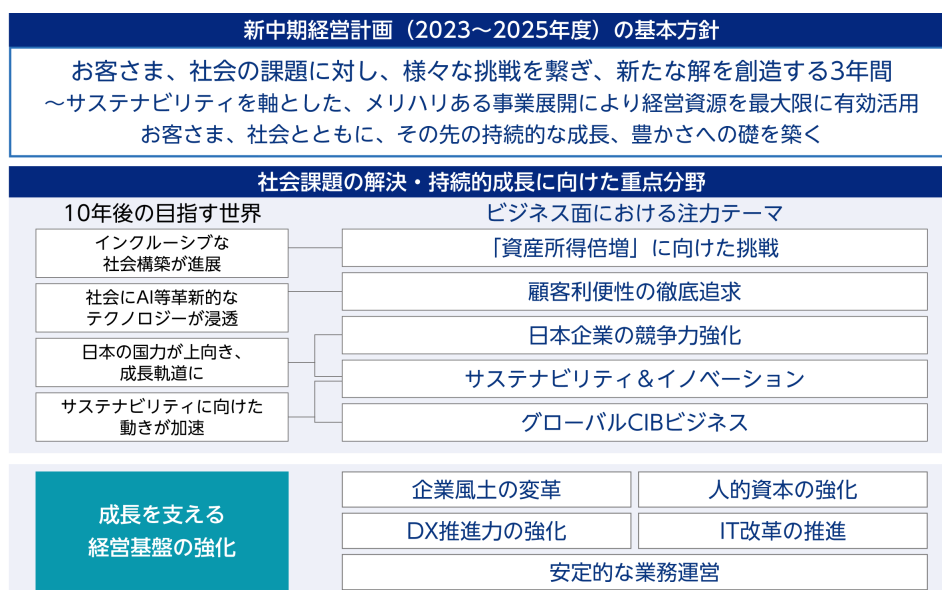 新中期経営計画（2023～2025年度）の基本方針
お客さま、社会の課題に対し、様々な挑戦を繋ぎ、新たな解を創造する3年間
～サステナビリティを軸とした、メリハリある事業展開により経営資源を最大限に有効活用
お客さま、社会とともに、その先の持続的な成長、豊かさへの礎を築く
社会課題の解決・持続的成長に向けた重点分野
10年後の目指す世界
ビジネス面における注力テーマ
インクルーシブな
社会構築が進展
「資産所得倍増」に向けた挑戦
社会にAI等革新的な
テクノロジーが浸透
顧客利便性の徹底追求
日本の国力が上向き、
成長軌道に
日本企業の競争力強化
サステナビリティ＆イノベーション
サステナビリティに向けた
動きが加速
グローバルCIBビジネス
成長を支える
経営基盤の強化
企業風土の変革
人的資本の強化
DX推進力の強化
IT改革の推進
安定的な業務運営